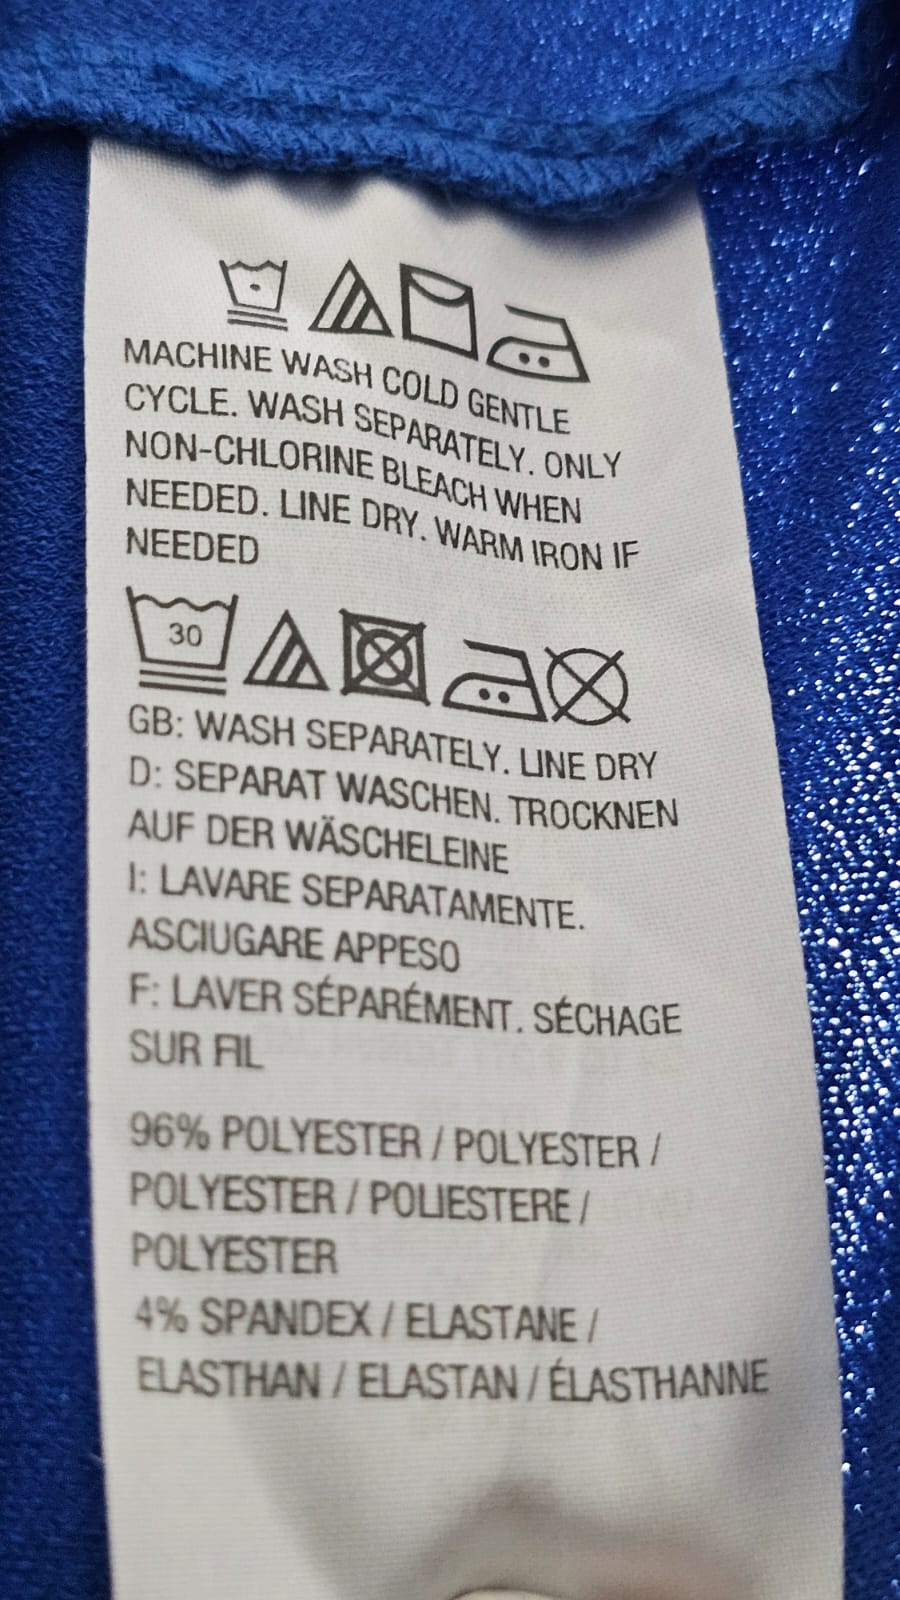 MACHINE WASH COLD GENTLE
CYCLE. WASH SEPARATELY. ONLY
NON-CHLORINE BLEACH WHEN
NEEDED. LINE DRY. WARM IRON IF
NEEDED
30
GB: WASH SEPARATELY. LINE DRY
D: SEPARAT WASCHEN. TROCKNEN
AUF DER WÄSCHELEINE
I: LAVARE SEPARATAMENTE.
ASCIUGARE APPESO
F: LAVER SÉPARÉMENT. SÉCHAGE
SUR FIL
96% POLYESTER / POLYESTER /
POLYESTER / POLIESTERE /
POLYESTER
4% SPANDEX / ELASTANE /
ELASTHAN / ELASTAN / ÉLASTHANNE